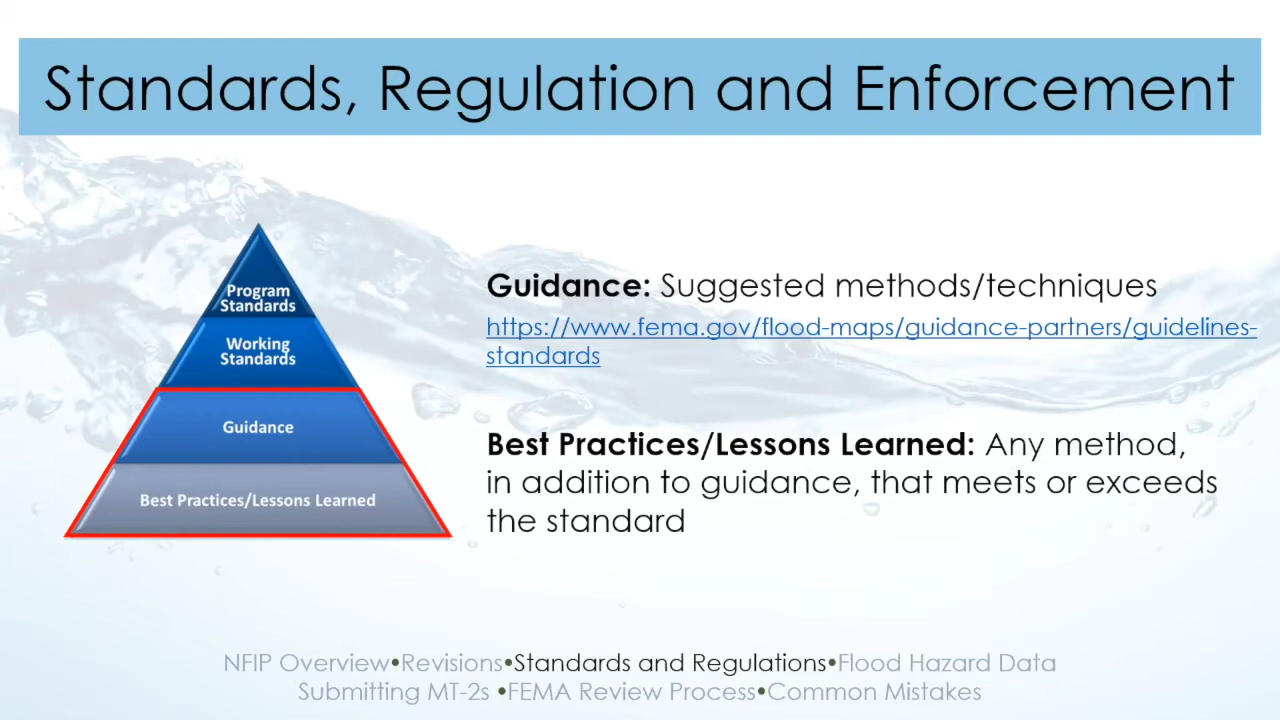 Standards, Regulation and Enforcement
Program
Standards
Working
Standards
Guidance
Best Practices/Lessons Learned
Guidance: Suggested methods/techniques
https://www.fema.gov/flood-maps/guidance-partners/guidelines-
standards
Best Practices/Lessons Learned: Any method,
in addition to guidance, that meets or exceeds
the standard
NFIP Overview•Revisions•Standards and Regulations•Flood Hazard Data
Submitting MT-2s •FEMA Review Process•Common Mistakes